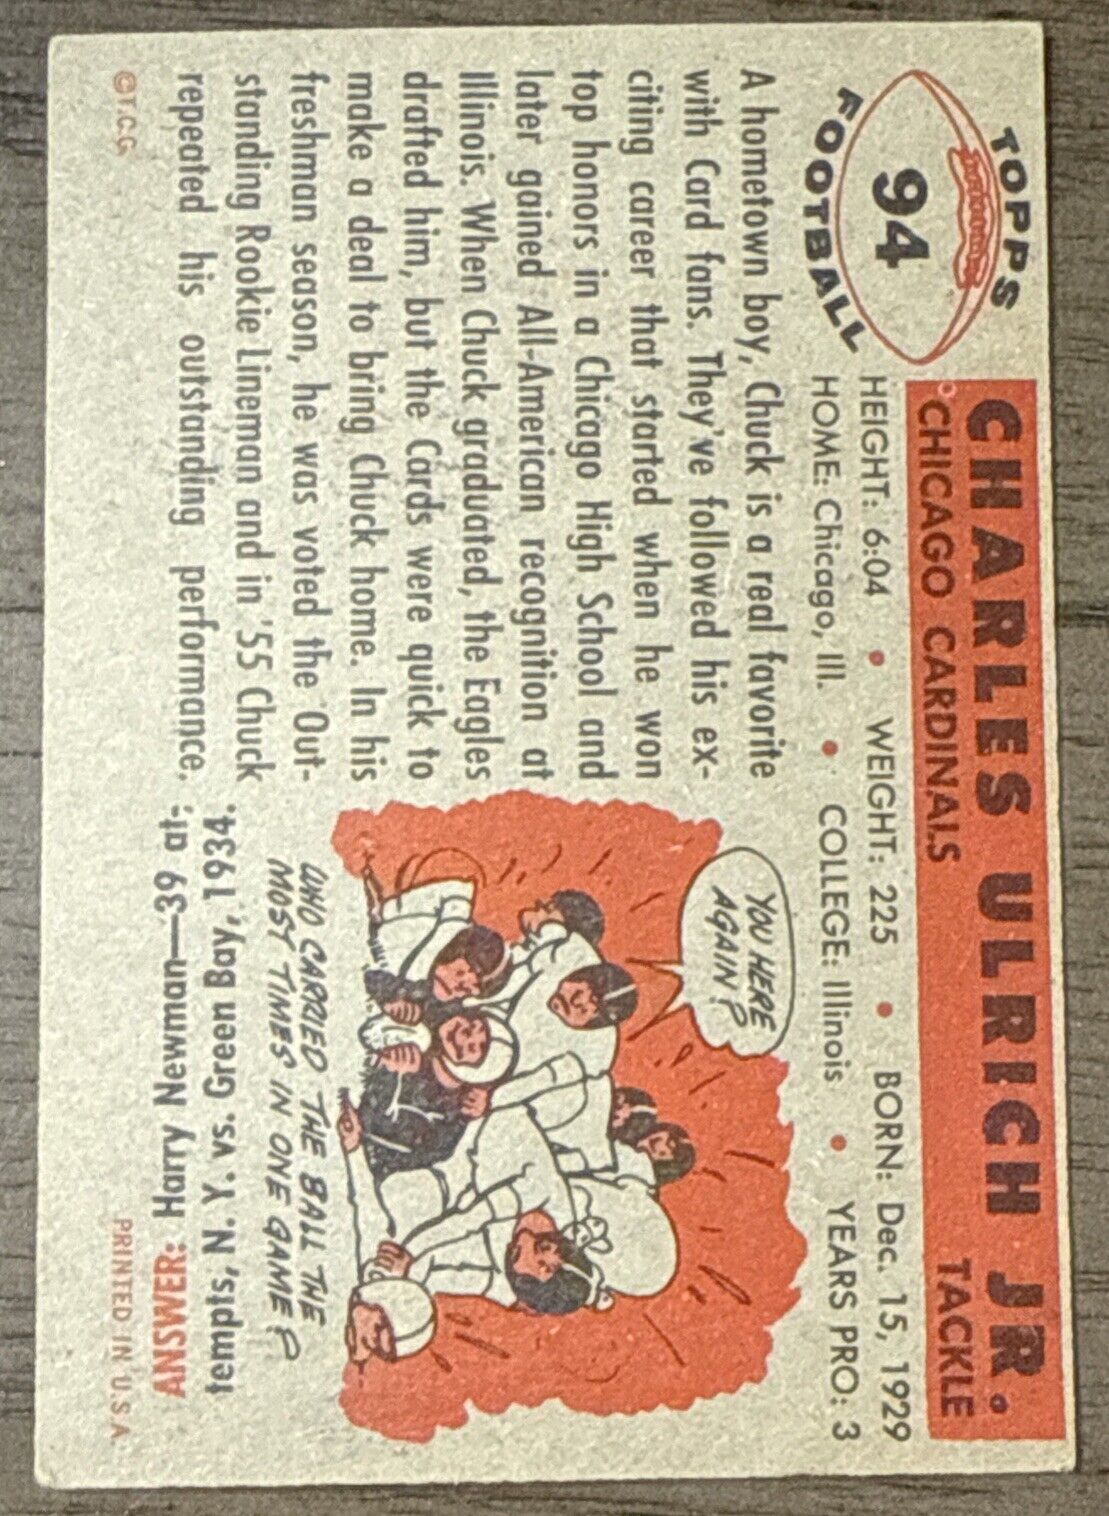 TOPPS
94
FOOTBALL
CHARLES ULRICH JR.
CHICAGO CARDINALS TACKLE
HEIGHT: 6:04 • WEIGHT: 225 • BORN: Dec. 15, 1929
HOME: Chicago, Ill. • COLLEGE: Illinois • YEARS PRO: 3
A hometown boy, Chuck is a real favorite
with Card fans. They've followed his ex-
citing career that started when he won
top honors in a Chicago High School and
later gained All-American recognition at
Illinois. When Chuck graduated, the Eagles
drafted him, but the Cards were quick to
make a deal to bring Chuck home. In his
freshman season, he was voted the Out-
standing Rookie Lineman and in '55 Chuck
repeated his outstanding performance.
YOU HERE
AGAIN?
WHO CARRIED THE BALL THE
MOST TIMES IN ONE GAME?
ANSWER: Harry Newman—39 at-
tempts, N. Y. vs. Green Bay, 1934.
©T.C.G.
PRINTED IN U.S.A.